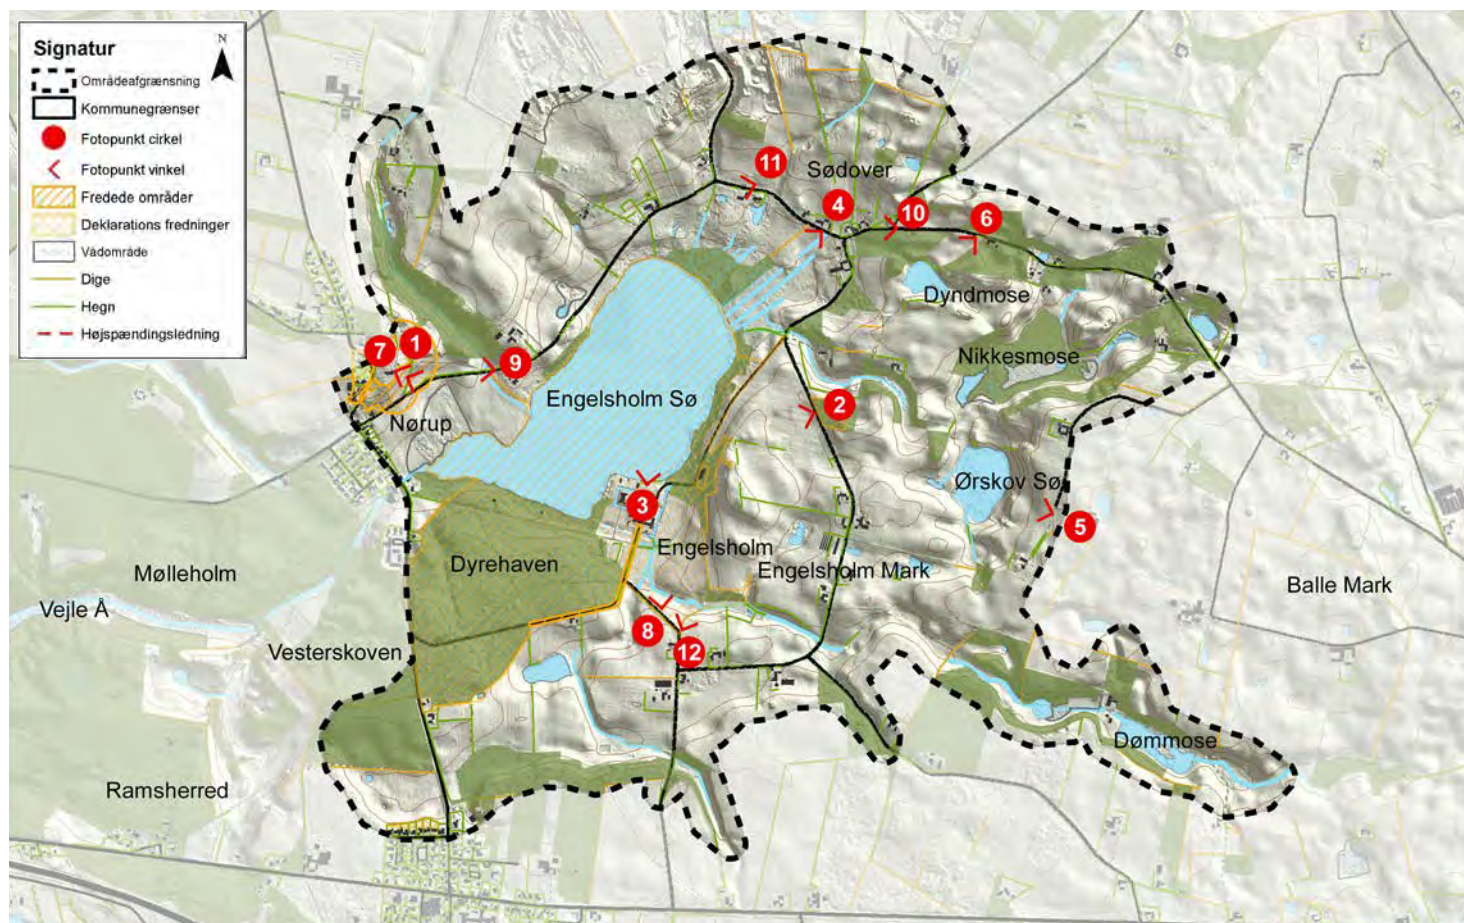 Signatur
N
Områdeafgrænsning
Kommunegrænser
Fotopunkt cirkel
Fotopunkt vinkel
Fredede områder
Deklarations fredninger
Vådområde
Dige
Hegn
Højspændingsledning
11
Sødover
4
10
6
Dyndmose
7
1
9
Nikkesmose
Engelsholm Sø
2
Nørup
Ørskov Sø
3
5
Engelsholm
Dyrehaven
Engelsholm Mark
Mølleholm
Balle Mark
Vejle Å
8
Vesterskoven
12
Dømmose
Ramsherred